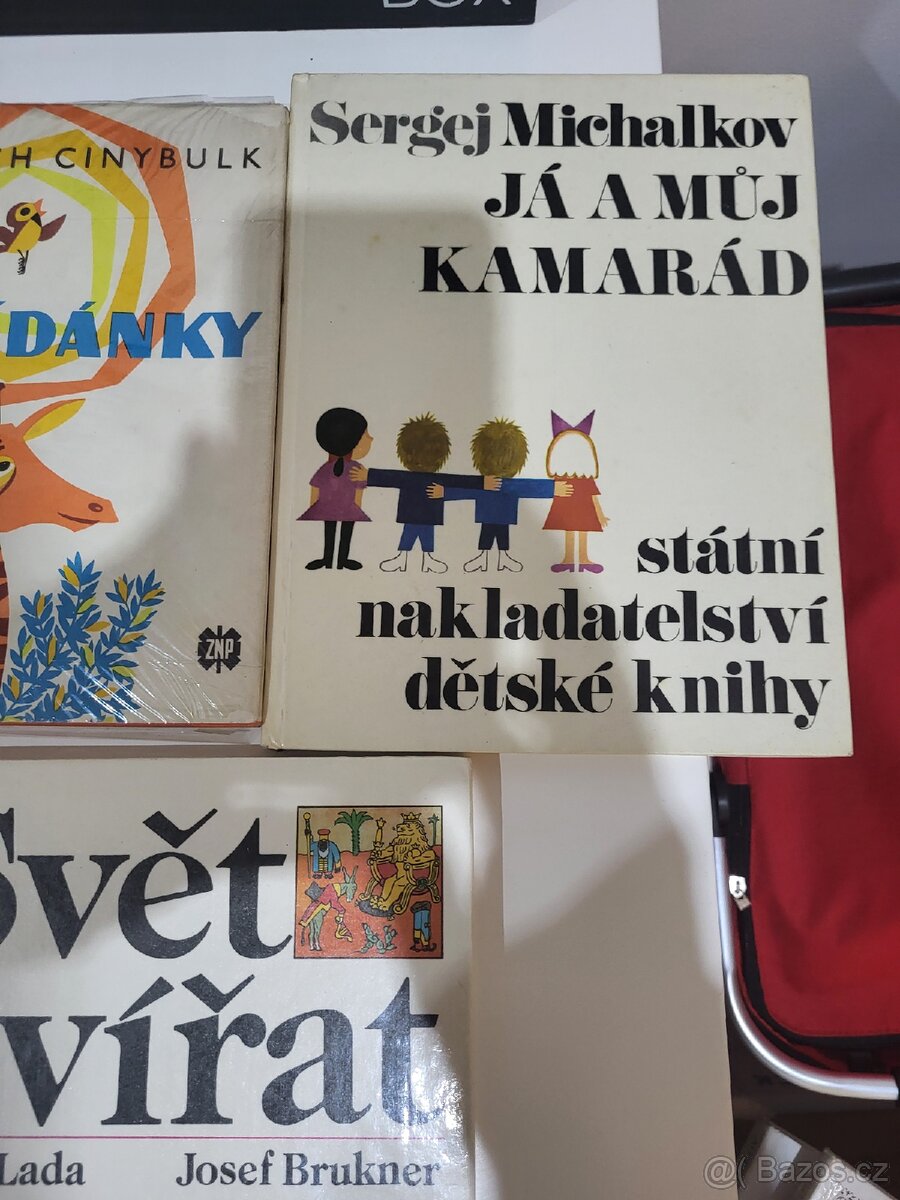 BOX
CINYBULK
DÁNKY
ZNP
Sergej Michalkov
JÁ A MŮJ
KAMARÁD
státní
nakladatelství
dětské knihy
Svět
vířat
Lada Josef Brukner
@ Bazos.cz